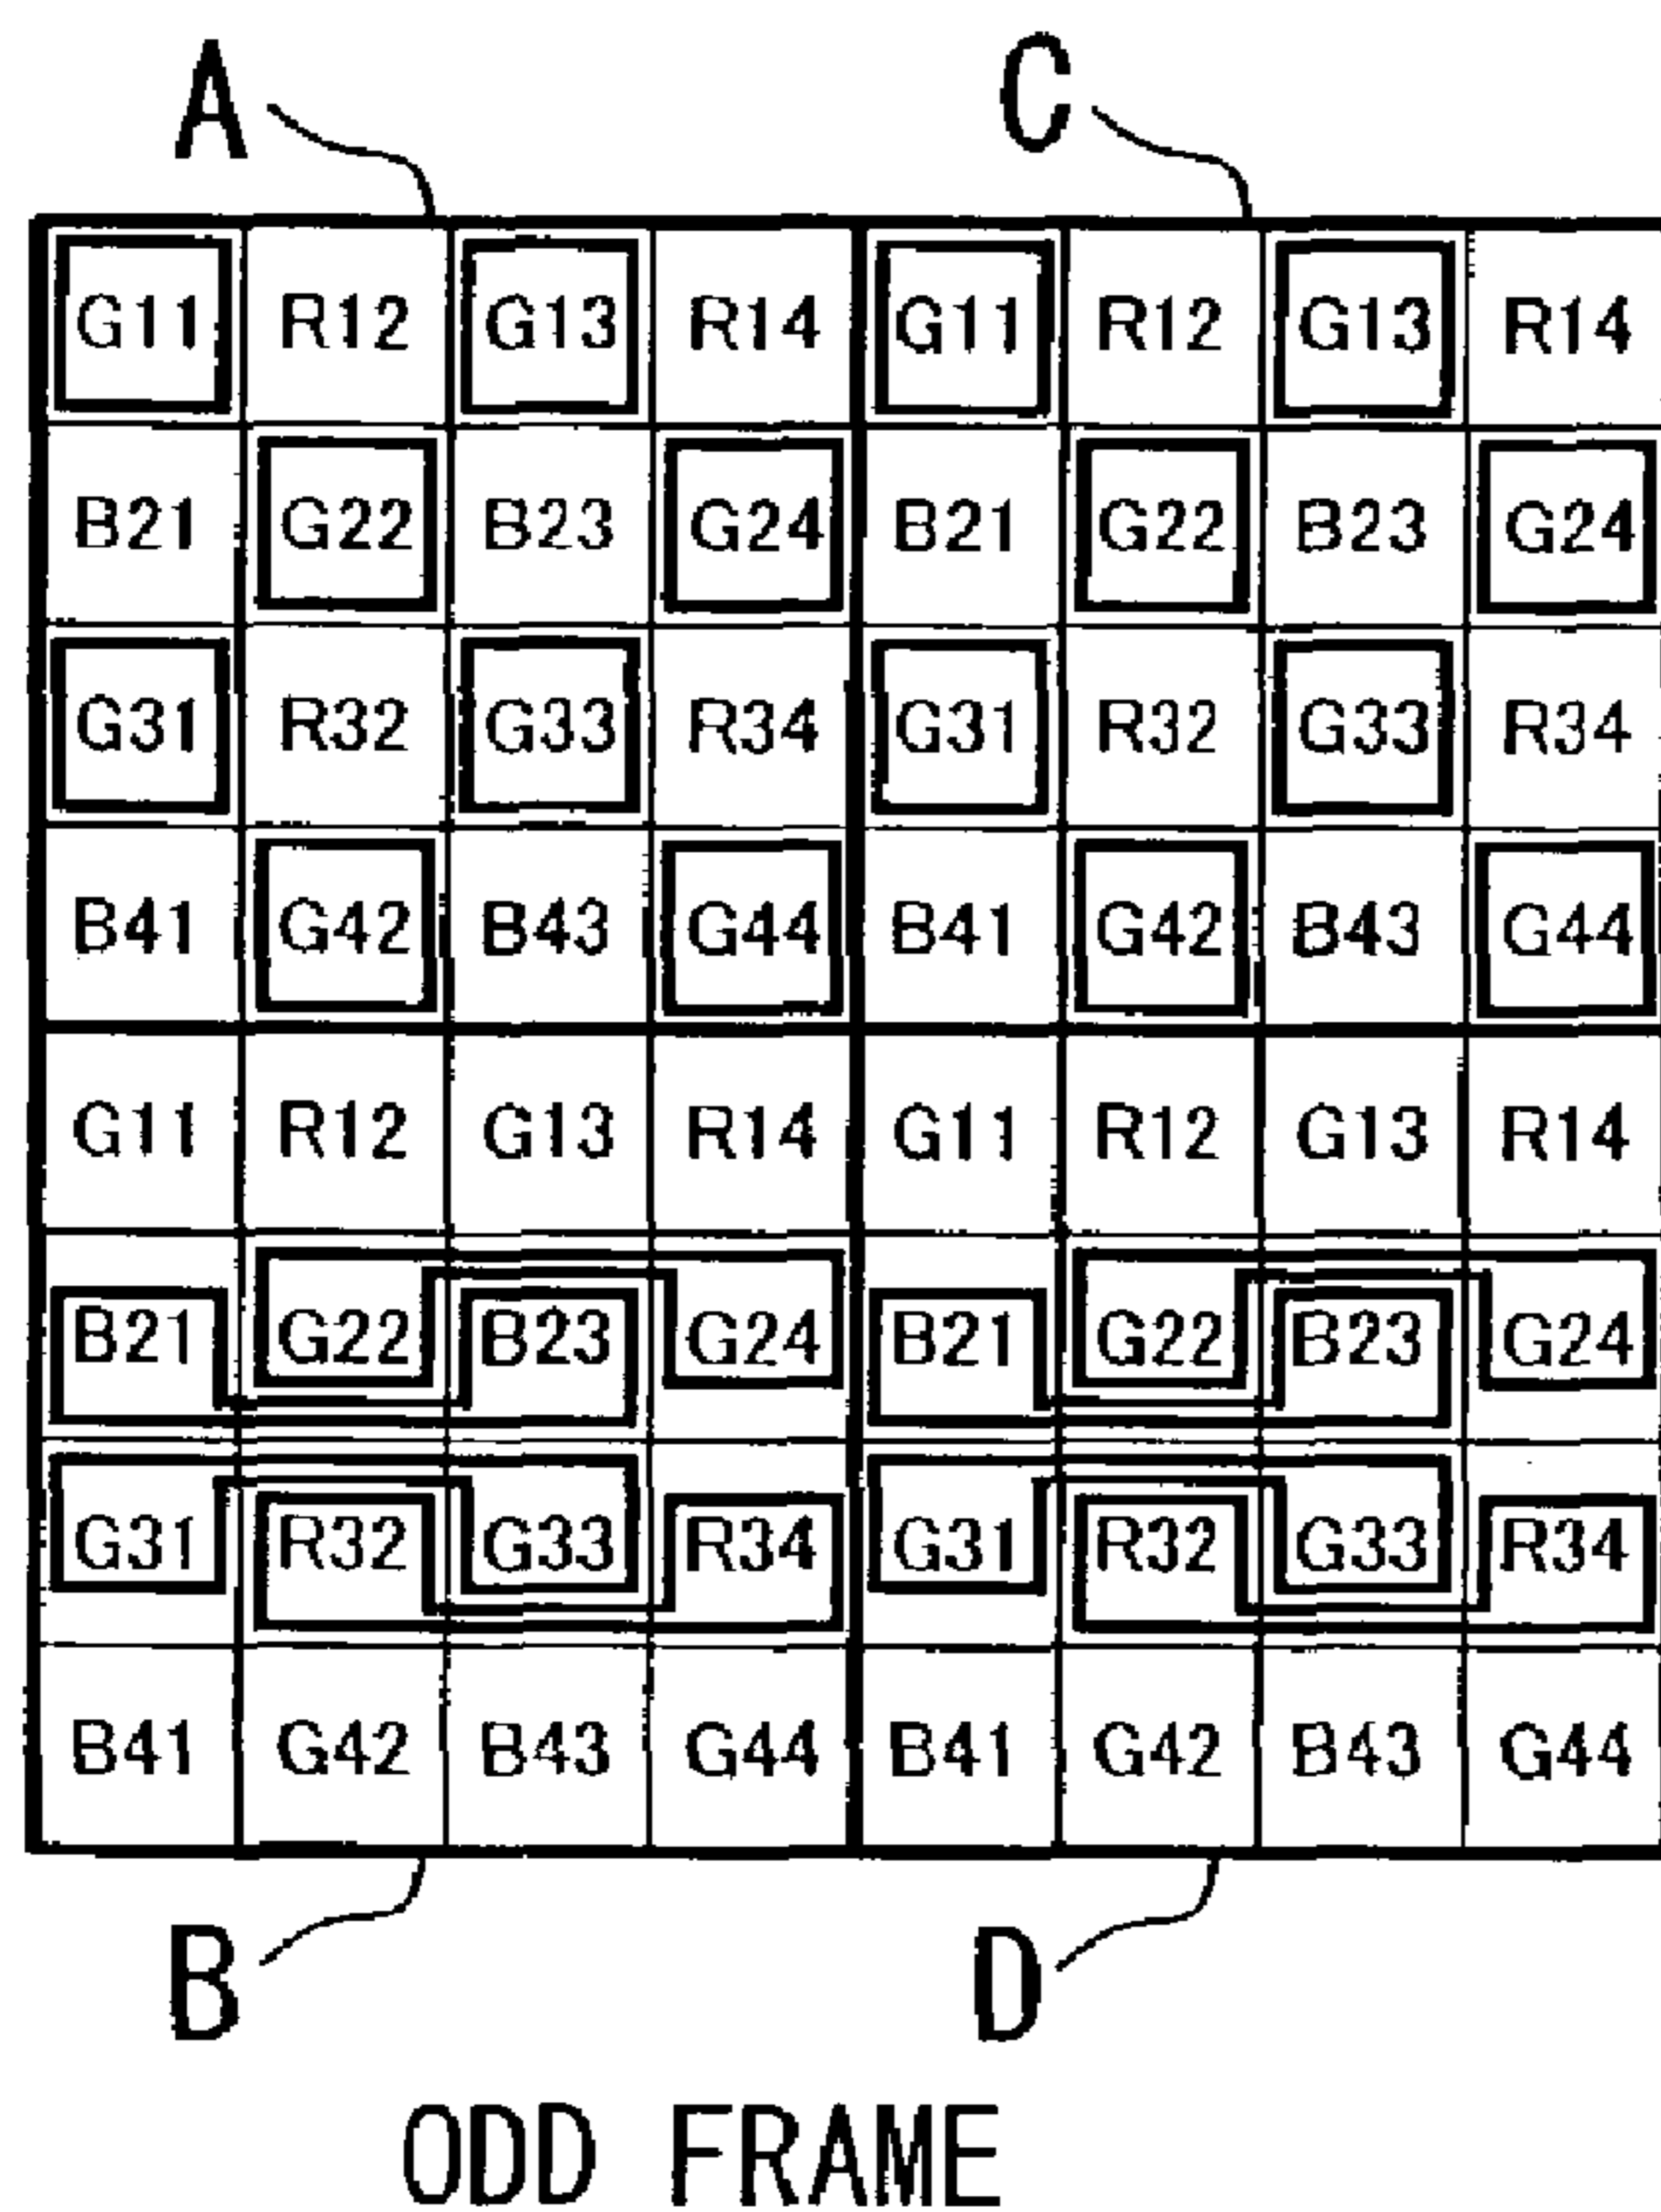 A C
G11 R12 G13 R14 G11 R12 G13 R14
B21 G22 B23 G24 B21 G22 B23 G24
G31 R32 G33 R34 G31 R32 G33 R34
B41 G42 B43 G44 B41 G42 B43 G44
G11 R12 G13 R14 G11 R12 G13 R14
B21 G22 B23 G24 B21 G22 B23 G24
G31 R32 G33 R34 G31 R32 G33 R34
B41 G42 B43 G44 B41 G42 B43 G44
B D
ODD FRAME